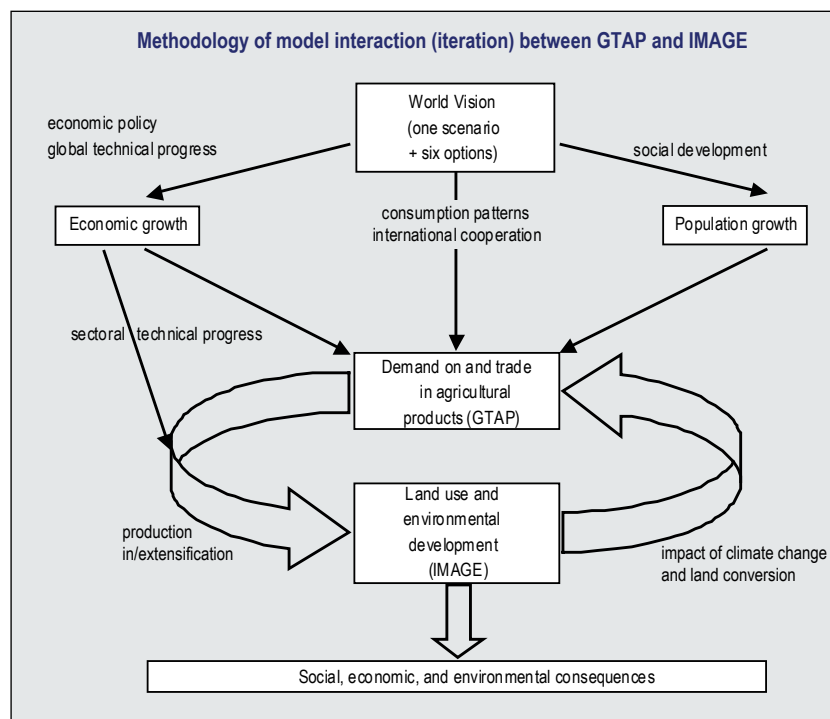 Methodology of model interaction (iteration) between GTAP and IMAGE
World Vision
(one scenario
+ six options)
economic policy
global technical progress
social development
Economic growth
consumption patterns
international cooperation
Population growth
sectoral technical progress
Demand on and trade
in agricultural
products (GTAP)
Land use and
environmental
development
(IMAGE)
production
in/extensification
impact of climate change
and land conversion
Social, economic, and environmental consequences